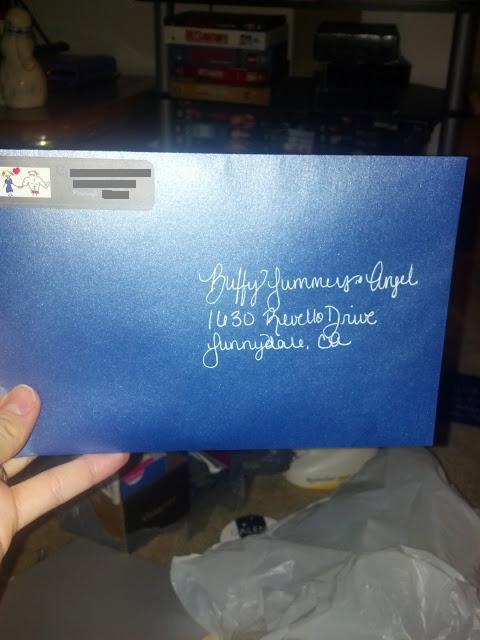 Buffy Summers & Angel
1630 Revello Drive
Sunnydale, CA